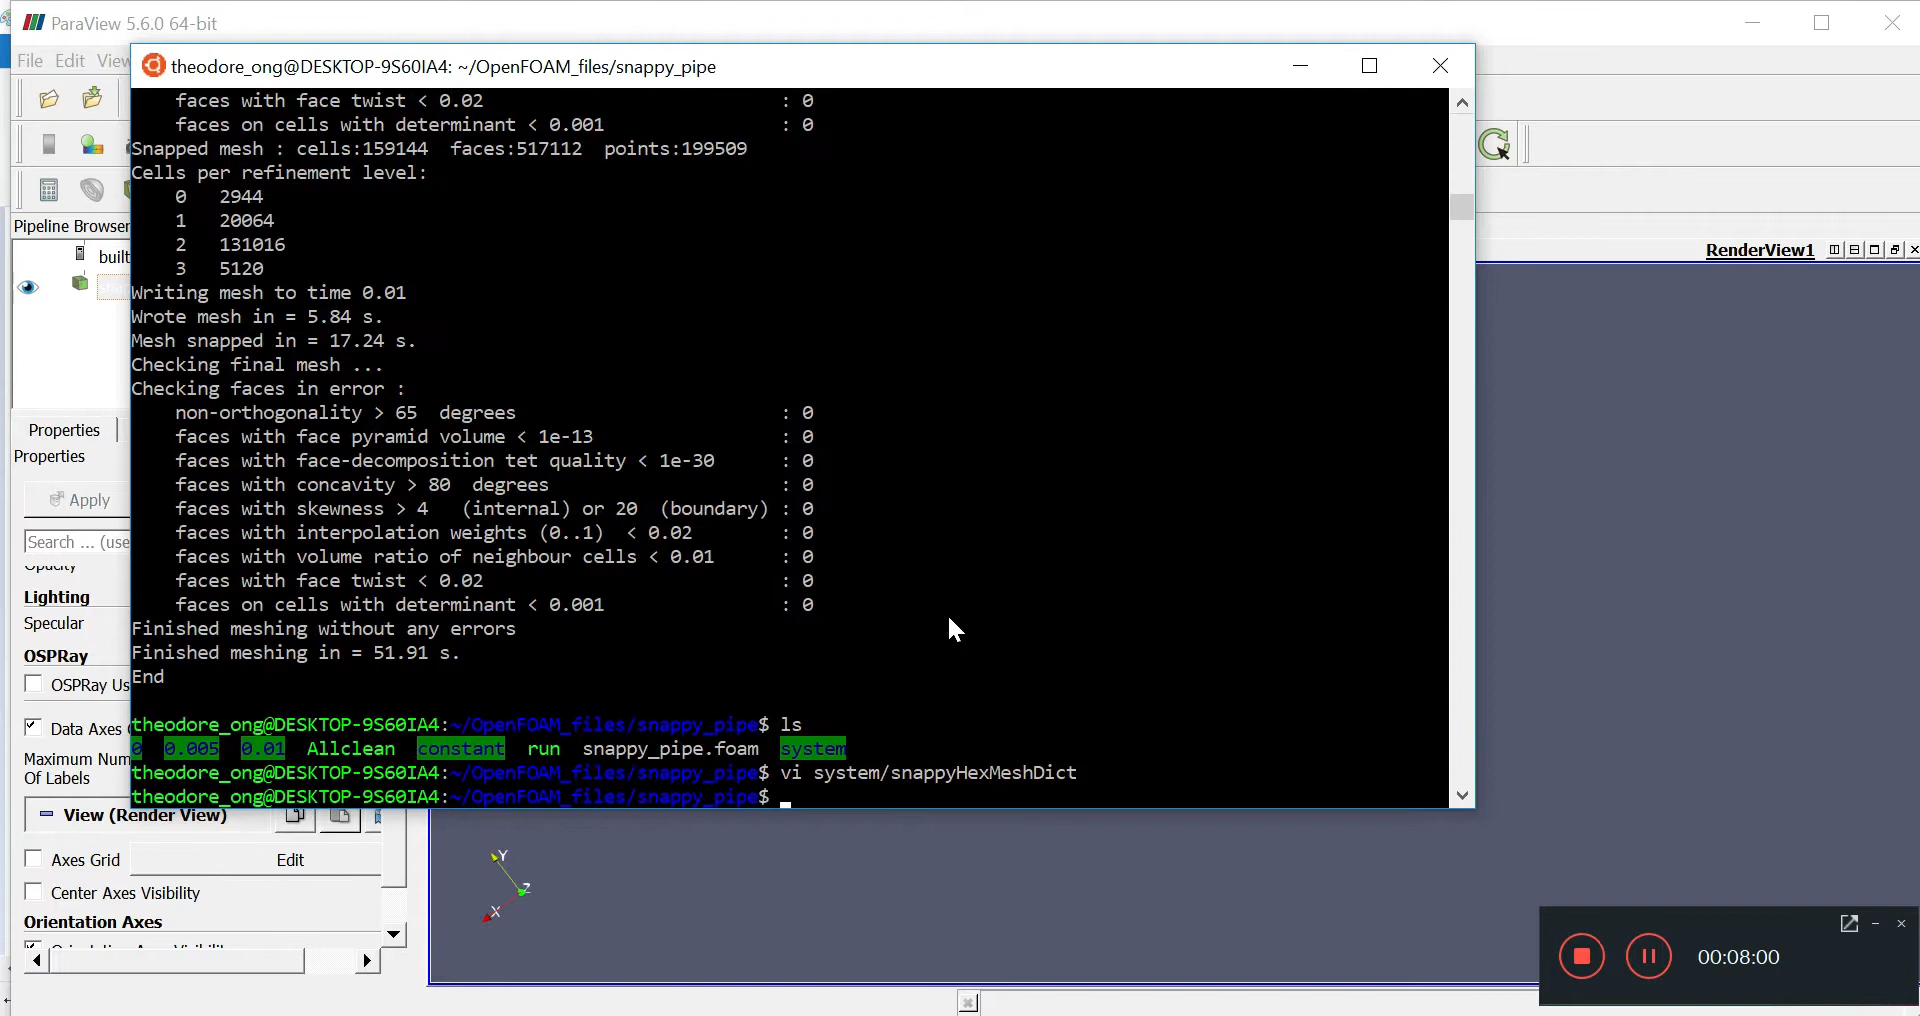 ParaView 5.6.0 64-bit
File Edit View
theodore_ong@DESKTOP-9S60IA4: ~/OpenFOAM_files/snappy_pipe
faces with face twist < 0.02 : 0
faces on cells with determinant < 0.001 : 0
Snapped mesh : cells:159144 faces:517112 points:199509
Cells per refinement level:
0 2944
1 20064
2 131016
3 5120
Writing mesh to time 0.01
Wrote mesh in = 5.84 s.
Mesh snapped in = 17.24 s.
Checking final mesh ...
Checking faces in error :
non-orthogonality > 65 degrees : 0
faces with face pyramid volume < 1e-13 : 0
faces with face-decomposition tet quality < 1e-30 : 0
faces with concavity > 80 degrees : 0
faces with skewness > 4 (internal) or 20 (boundary) : 0
faces with interpolation weights (0..1) < 0.02 : 0
faces with volume ratio of neighbour cells < 0.01 : 0
faces with face twist < 0.02 : 0
faces on cells with determinant < 0.001 : 0
Finished meshing without any errors
Finished meshing in = 51.91 s.
End
theodore_ong@DESKTOP-9S60IA4:~/OpenFOAM_files/snappy_pipe$ ls
0 0.005 0.01 Allclean constant run snappy_pipe.foam system
theodore_ong@DESKTOP-9S60IA4:~/OpenFOAM_files/snappy_pipe$ vi system/snappyHexMeshDict
theodore_ong@DESKTOP-9S60IA4:~/OpenFOAM_files/snappy_pipe$
Pipeline Browser
built
Properties
Properties
Apply
Search ... (use
Opacity
Lighting
Specular
OSPRay
OSPRay Us
Data Axes
Maximum Num
Of Labels
View (Render View)
Axes Grid
Edit
Center Axes Visibility
Orientation Axes
RenderView1
Y
Z
X
00:08:00